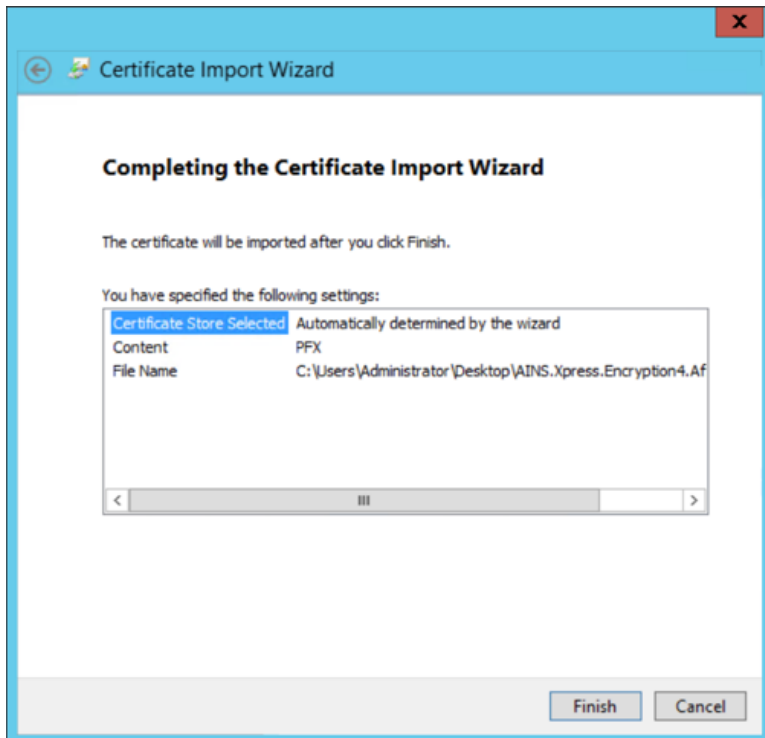 X
Certificate Import Wizard
Completing the Certificate Import Wizard
The certificate will be imported after you click Finish.
You have specified the following settings:
Certificate Store Selected Automatically determined by the wizard
Content PFX
File Name C:\Users\Administrator\Desktop\AINS.Xpress.Encryption4.Af
Finish Cancel